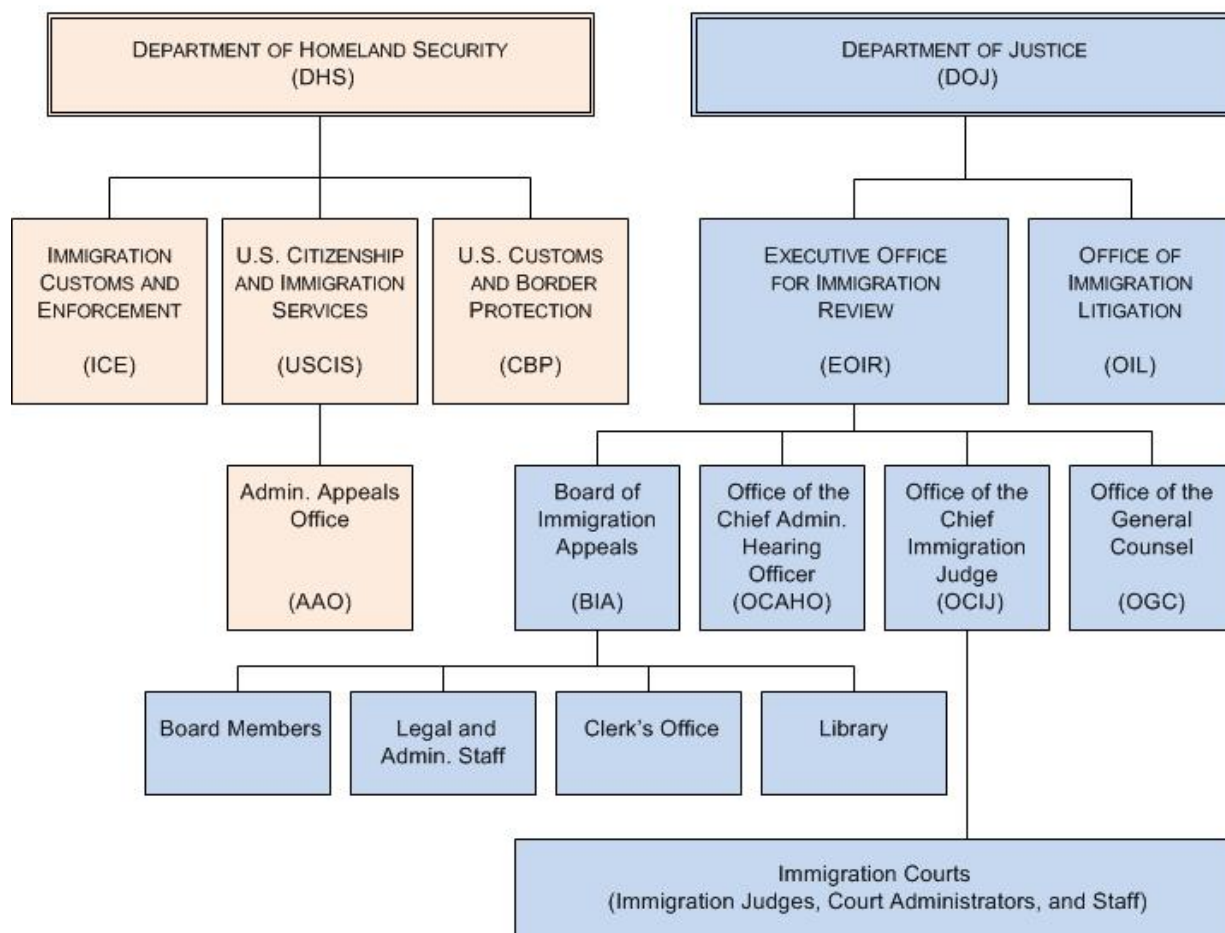 DEPARTMENT OF HOMELAND SECURITY
(DHS)
DEPARTMENT OF JUSTICE
(DOJ)
IMMIGRATION
CUSTOMS AND
ENFORCEMENT
(ICE)
U.S. CITIZENSHIP
AND IMMIGRATION
SERVICES
(USCIS)
U.S. CUSTOMS
AND BORDER
PROTECTION
(CBP)
EXECUTIVE OFFICE
FOR IMMIGRATION
REVIEW
(EOIR)
OFFICE OF
IMMIGRATION
LITIGATION
(OIL)
Admin. Appeals
Office
(AAO)
Board of
Immigration
Appeals
(BIA)
Office of the
Chief Admin.
Hearing
Officer
(OCAHO)
Office of the
Chief
Immigration
Judge
(OCIJ)
Office of the
General
Counsel
(OGC)
Board Members
Legal and
Admin. Staff
Clerk's Office
Library
Immigration Courts
(Immigration Judges, Court Administrators, and Staff)